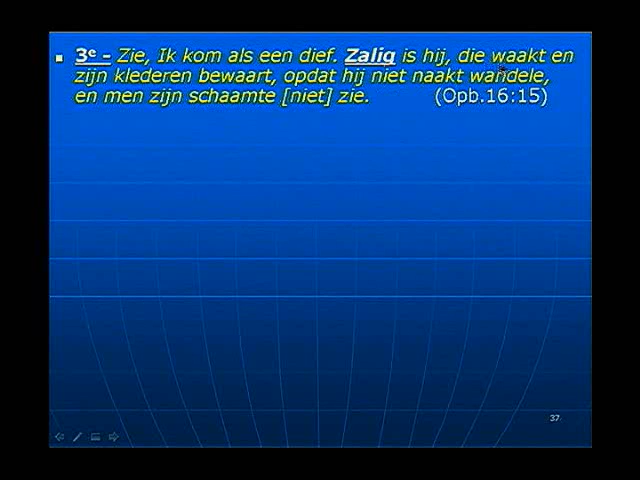 3e - Zie, Ik kom als een dief. Zalig is hij, die waakt en
zijn klederen bewaart, opdat hij niet naakt wandele,
en men zijn schaamte [niet] zie. (Opb.16:15)
37